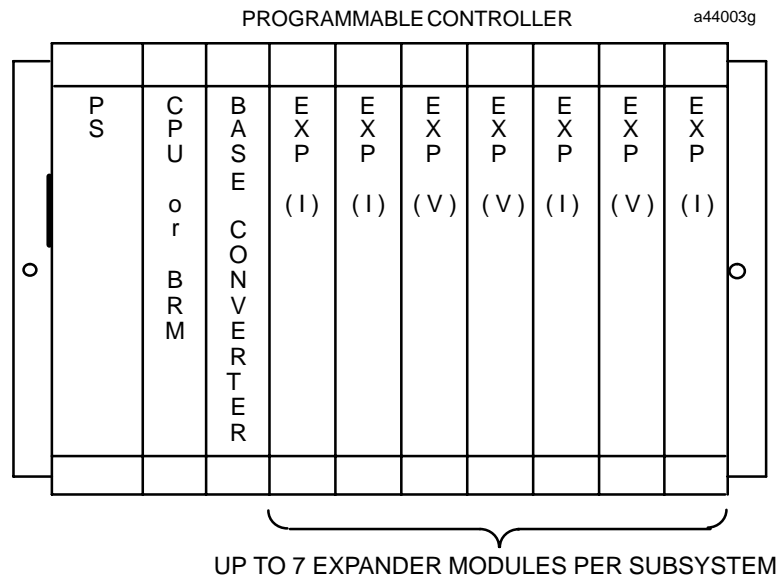 PROGRAMMABLE CONTROLLER
a44003g
PS
CPU or BRM
BASE CONVERTER
EXP (I)
EXP (I)
EXP (V)
EXP (V)
EXP (I)
EXP (V)
EXP (I)
UP TO 7 EXPANDER MODULES PER SUBSYSTEM